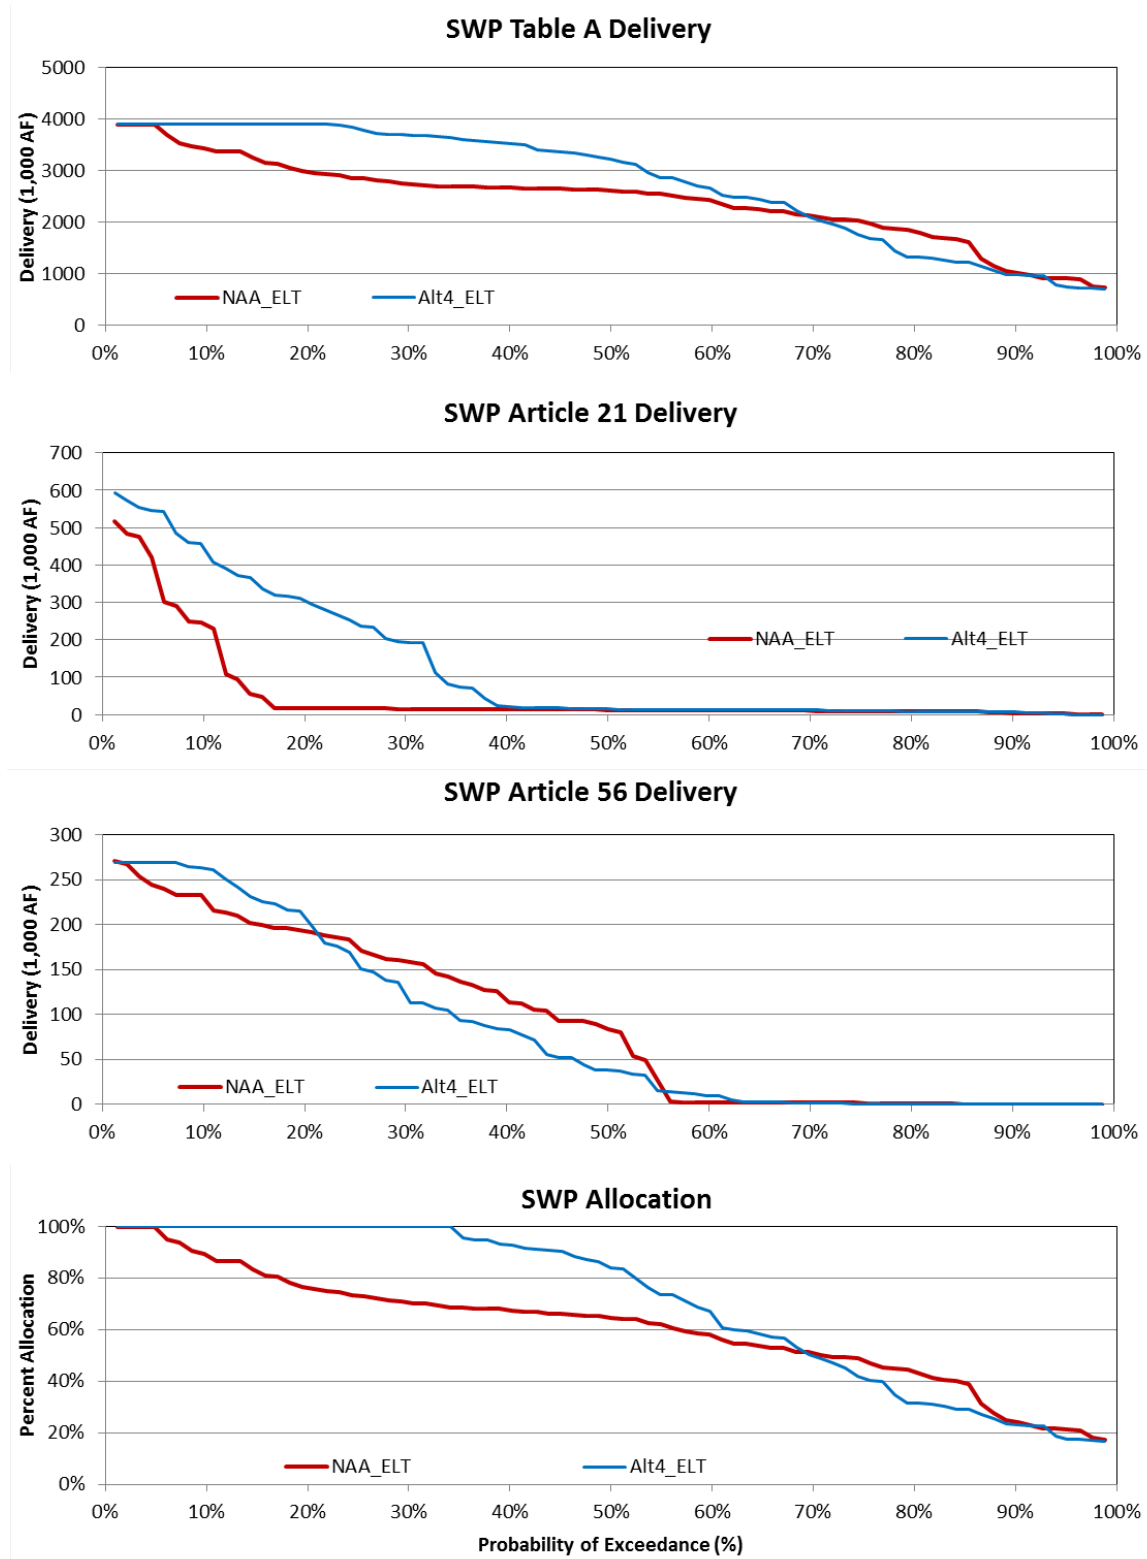 SWP Table A Delivery
Delivery (1,000 AF)
5000
4000
3000
2000
1000
0
NAA_ELT Alt4_ELT
0% 10% 20% 30% 40% 50% 60% 70% 80% 90% 100%
SWP Article 21 Delivery
Delivery (1,000 AF)
700
600
500
400
300
200
100
0
NAA_ELT Alt4_ELT
0% 10% 20% 30% 40% 50% 60% 70% 80% 90% 100%
SWP Article 56 Delivery
Delivery (1,000 AF)
300
250
200
150
100
50
0
NAA_ELT Alt4_ELT
0% 10% 20% 30% 40% 50% 60% 70% 80% 90% 100%
SWP Allocation
Percent Allocation
100%
80%
60%
40%
20%
0%
NAA_ELT Alt4_ELT
0% 10% 20% 30% 40% 50% 60% 70% 80% 90% 100%
Probability of Exceedance (%)